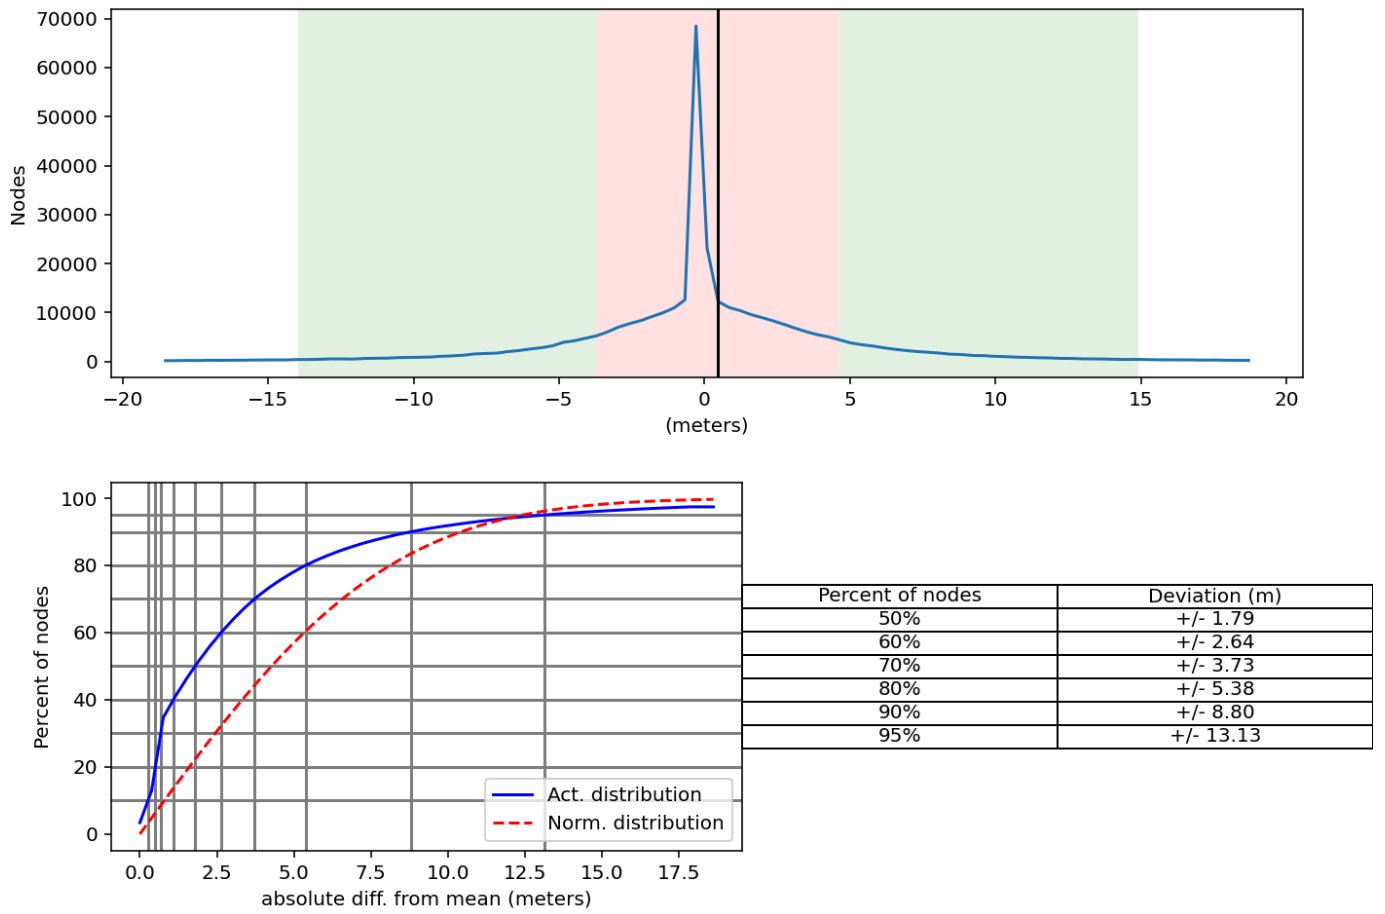 70000
60000
50000
40000
30000
20000
10000
0
Nodes
−20 −15 −10 −5 0 5 10 15 20
(meters)
100
80
60
40
20
0
Percent of nodes
Act. distribution
Norm. distribution
0.0 2.5 5.0 7.5 10.0 12.5 15.0 17.5
absolute diff. from mean (meters)
Percent of nodes Deviation (m)
50% +/- 1.79
60% +/- 2.64
70% +/- 3.73
80% +/- 5.38
90% +/- 8.80
95% +/- 13.13